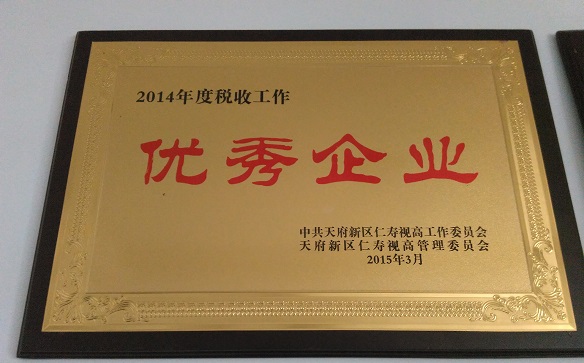 2014年度税收工作
优秀企业
中共天府新区仁寿视高工作委员会
天府新区仁寿视高管理委员会
2015年3月